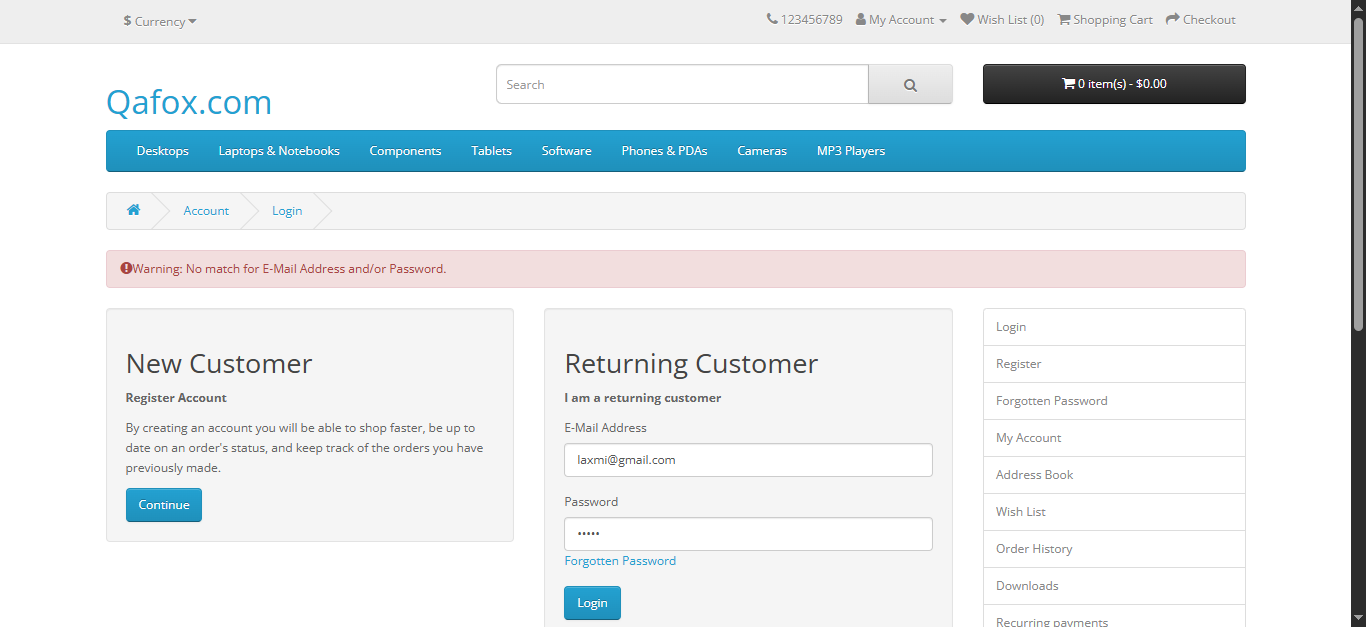 $ Currency
123456789 My Account Wish List (0) Shopping Cart Checkout
Qafox.com
Search
0 item(s) - $0.00
Desktops Laptops & Notebooks Components Tablets Software Phones & PDAs Cameras MP3 Players
Account Login
Warning: No match for E-Mail Address and/or Password.
New Customer
Register Account
By creating an account you will be able to shop faster, be up to
date on an order's status, and keep track of the orders you have
previously made.
Continue
Returning Customer
I am a returning customer
E-Mail Address
laxmi@gmail.com
Password
•••••
Forgotten Password
Login
Login
Register
Forgotten Password
My Account
Address Book
Wish List
Order History
Downloads
Recurring payments